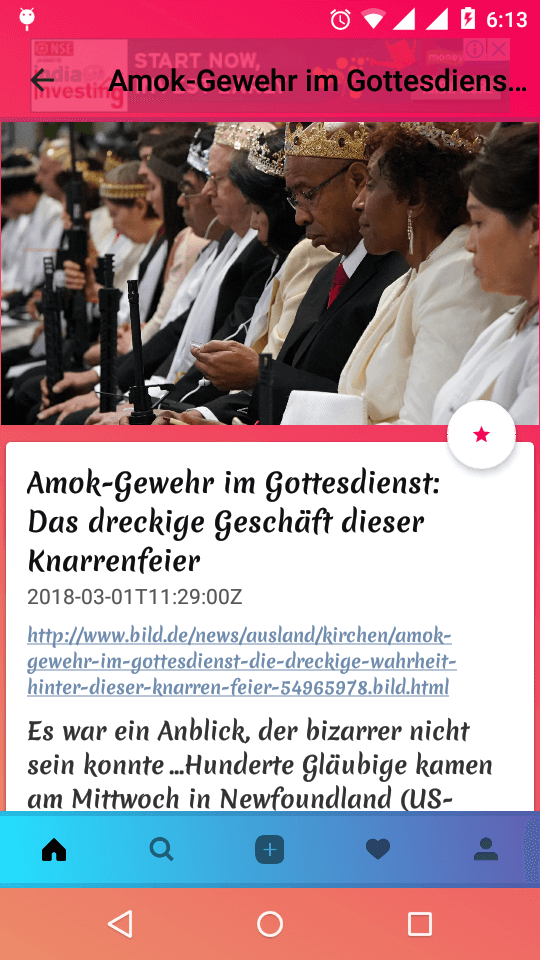 6:13
NSE
india
investing
START NOW,
money
Amok-Gewehr im Gottesdiens...
Amok-Gewehr im Gottesdienst:
Das dreckige Geschäft dieser
Knarrenfeier
2018-03-01T11:29:00Z
http://www.bild.de/news/ausland/kirchen/amok-
gewehr-im-gottesdienst-die-dreckige-wahrheit-
hinter-dieser-knarren-feier-54965978.bild.html
Es war ein Anblick, der bizarrer nicht
sein konnte ...Hunderte Gläubige kamen
am Mittwoch in Newfoundland (US-